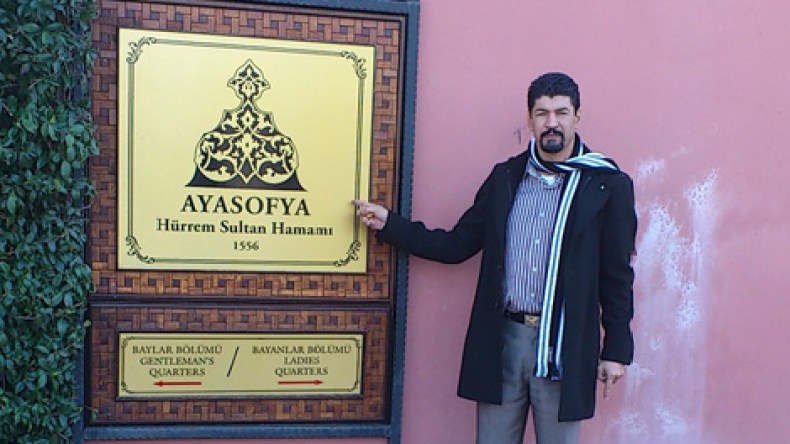 AYASOFYA
Hürrem Sultan Hamamı
1556
BAYLAR BÖLÜMÜ
GENTLEMAN'S
QUARTERS
/
BAYANLAR BÖLÜMÜ
LADIES
QUARTERS